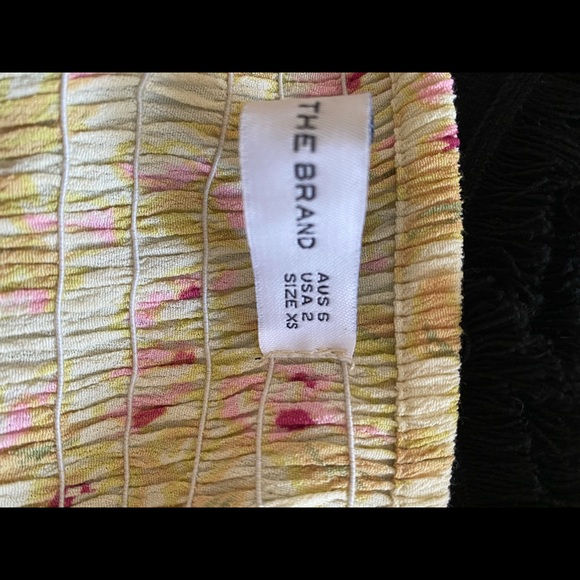 THE BRAND
AUS 6
USA 2
SIZE XS